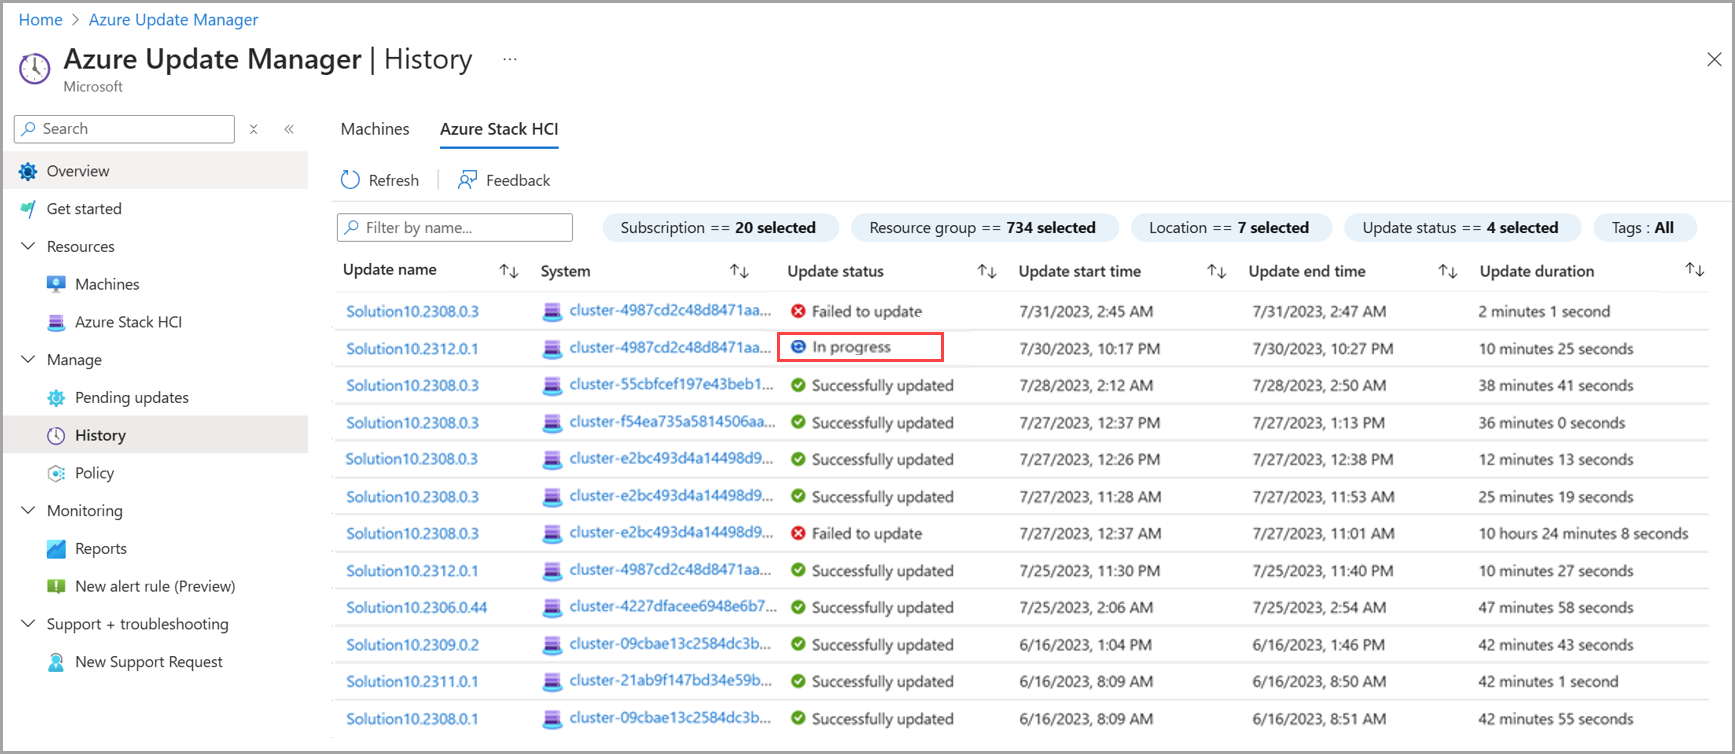 Home > Azure Update Manager
Azure Update Manager | History ...
Microsoft
Search
Overview
Get started
Resources
Machines
Azure Stack HCI
Manage
Pending updates
History
Policy
Monitoring
Reports
New alert rule (Preview)
Support + troubleshooting
New Support Request
Machines Azure Stack HCI
Refresh Feedback
Filter by name... Subscription == 20 selected Resource group == 734 selected Location == 7 selected Update status == 4 selected Tags : All
Update name System Update status Update start time Update end time Update duration
Solution10.2308.0.3 cluster-4987cd2c48d8471aa... Failed to update 7/31/2023, 2:45 AM 7/31/2023, 2:47 AM 2 minutes 1 second
Solution10.2312.0.1 cluster-4987cd2c48d8471aa... In progress 7/30/2023, 10:17 PM 7/30/2023, 10:27 PM 10 minutes 25 seconds
Solution10.2308.0.3 cluster-55cbfcef197e43beb1... Successfully updated 7/28/2023, 2:12 AM 7/28/2023, 2:50 AM 38 minutes 41 seconds
Solution10.2308.0.3 cluster-f54ea735a5814506aa... Successfully updated 7/27/2023, 12:37 PM 7/27/2023, 1:13 PM 36 minutes 0 seconds
Solution10.2308.0.3 cluster-e2bc493d4a14498d9... Successfully updated 7/27/2023, 12:26 PM 7/27/2023, 12:38 PM 12 minutes 13 seconds
Solution10.2308.0.3 cluster-e2bc493d4a14498d9... Successfully updated 7/27/2023, 11:28 AM 7/27/2023, 11:53 AM 25 minutes 19 seconds
Solution10.2308.0.3 cluster-e2bc493d4a14498d9... Failed to update 7/27/2023, 12:37 AM 7/27/2023, 11:01 AM 10 hours 24 minutes 8 seconds
Solution10.2312.0.1 cluster-4987cd2c48d8471aa... Successfully updated 7/25/2023, 11:30 PM 7/25/2023, 11:40 PM 10 minutes 27 seconds
Solution10.2306.0.44 cluster-4227dfacee6948e6b7... Successfully updated 7/25/2023, 2:06 AM 7/25/2023, 2:54 AM 47 minutes 58 seconds
Solution10.2309.0.2 cluster-09cbae13c2584dc3b... Successfully updated 6/16/2023, 1:04 PM 6/16/2023, 1:46 PM 42 minutes 43 seconds
Solution10.2311.0.1 cluster-21ab9f147bd34e59b... Successfully updated 6/16/2023, 8:09 AM 6/16/2023, 8:50 AM 42 minutes 1 second
Solution10.2308.0.1 cluster-09cbae13c2584dc3b... Successfully updated 6/16/2023, 8:09 AM 6/16/2023, 8:51 AM 42 minutes 55 seconds